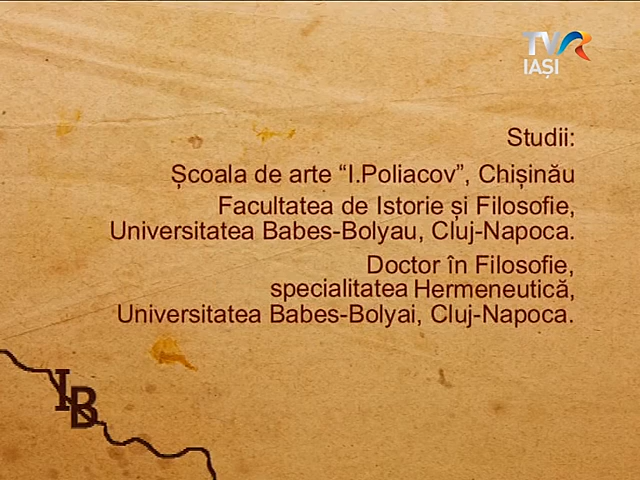 TVR
IAȘI
Studii:
Școala de arte “I.Poliacov”, Chișinău
Facultatea de Istorie și Filosofie,
Universitatea Babes-Bolyau, Cluj-Napoca.
Doctor în Filosofie,
specialitatea Hermeneutică,
Universitatea Babes-Bolyai, Cluj-Napoca.
IB